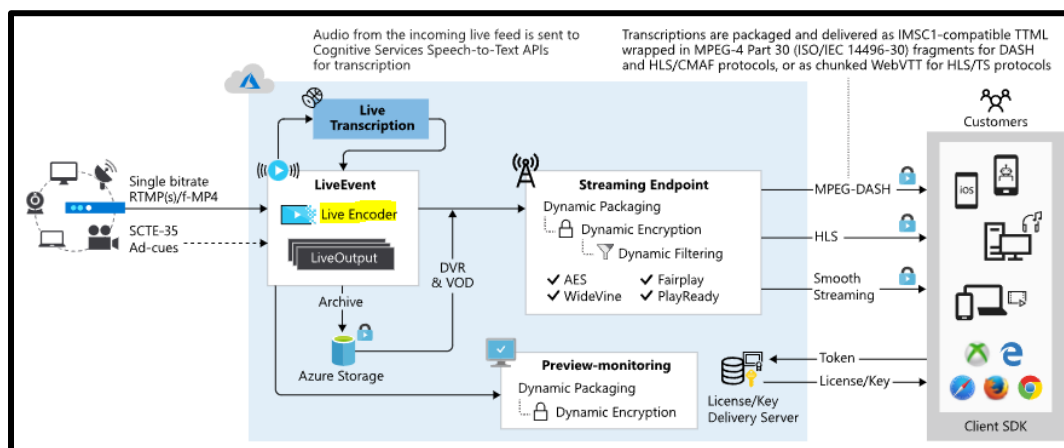 Audio from the incoming live feed is sent to
Cognitive Services Speech-to-Text APIs
for transcription
Transcriptions are packaged and delivered as IMSC1-compatible TTML
wrapped in MPEG-4 Part 30 (ISO/IEC 14496-30) fragments for DASH
and HLS/CMAF protocols, or as chunked WebVTT for HLS/TS protocols
Customers
Live
Transcription
Single bitrate
RTMP(s)/f-MP4
SCTE-35
Ad-cues
LiveEvent
Live Encoder
LiveOutput
Archive
Azure Storage
DVR
& VOD
Streaming Endpoint
Dynamic Packaging
Dynamic Encryption
Dynamic Filtering
✓ AES
✓ Fairplay
✓ WideVine
✓ PlayReady
MPEG-DASH
HLS
Smooth
Streaming
iOS
Preview-monitoring
Dynamic Packaging
Dynamic Encryption
License/Key
Delivery Server
Token
License/Key
Client SDK